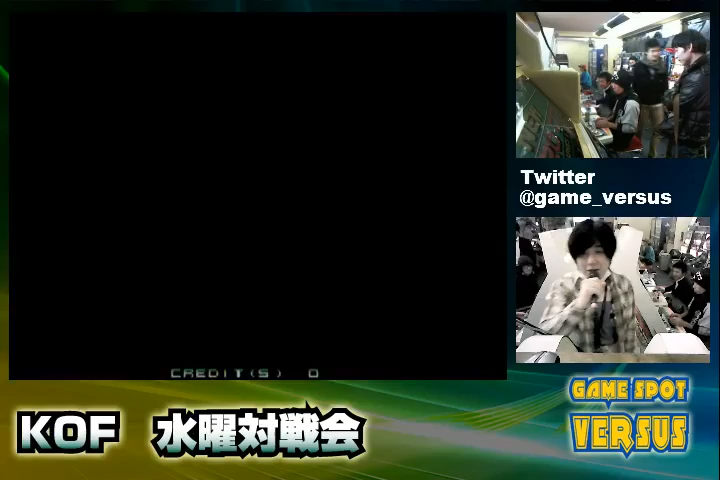 Twitter
@game_versus
CREDIT(S) 0
KOF 水曜対戦会
GAME SPOT
VERSUS